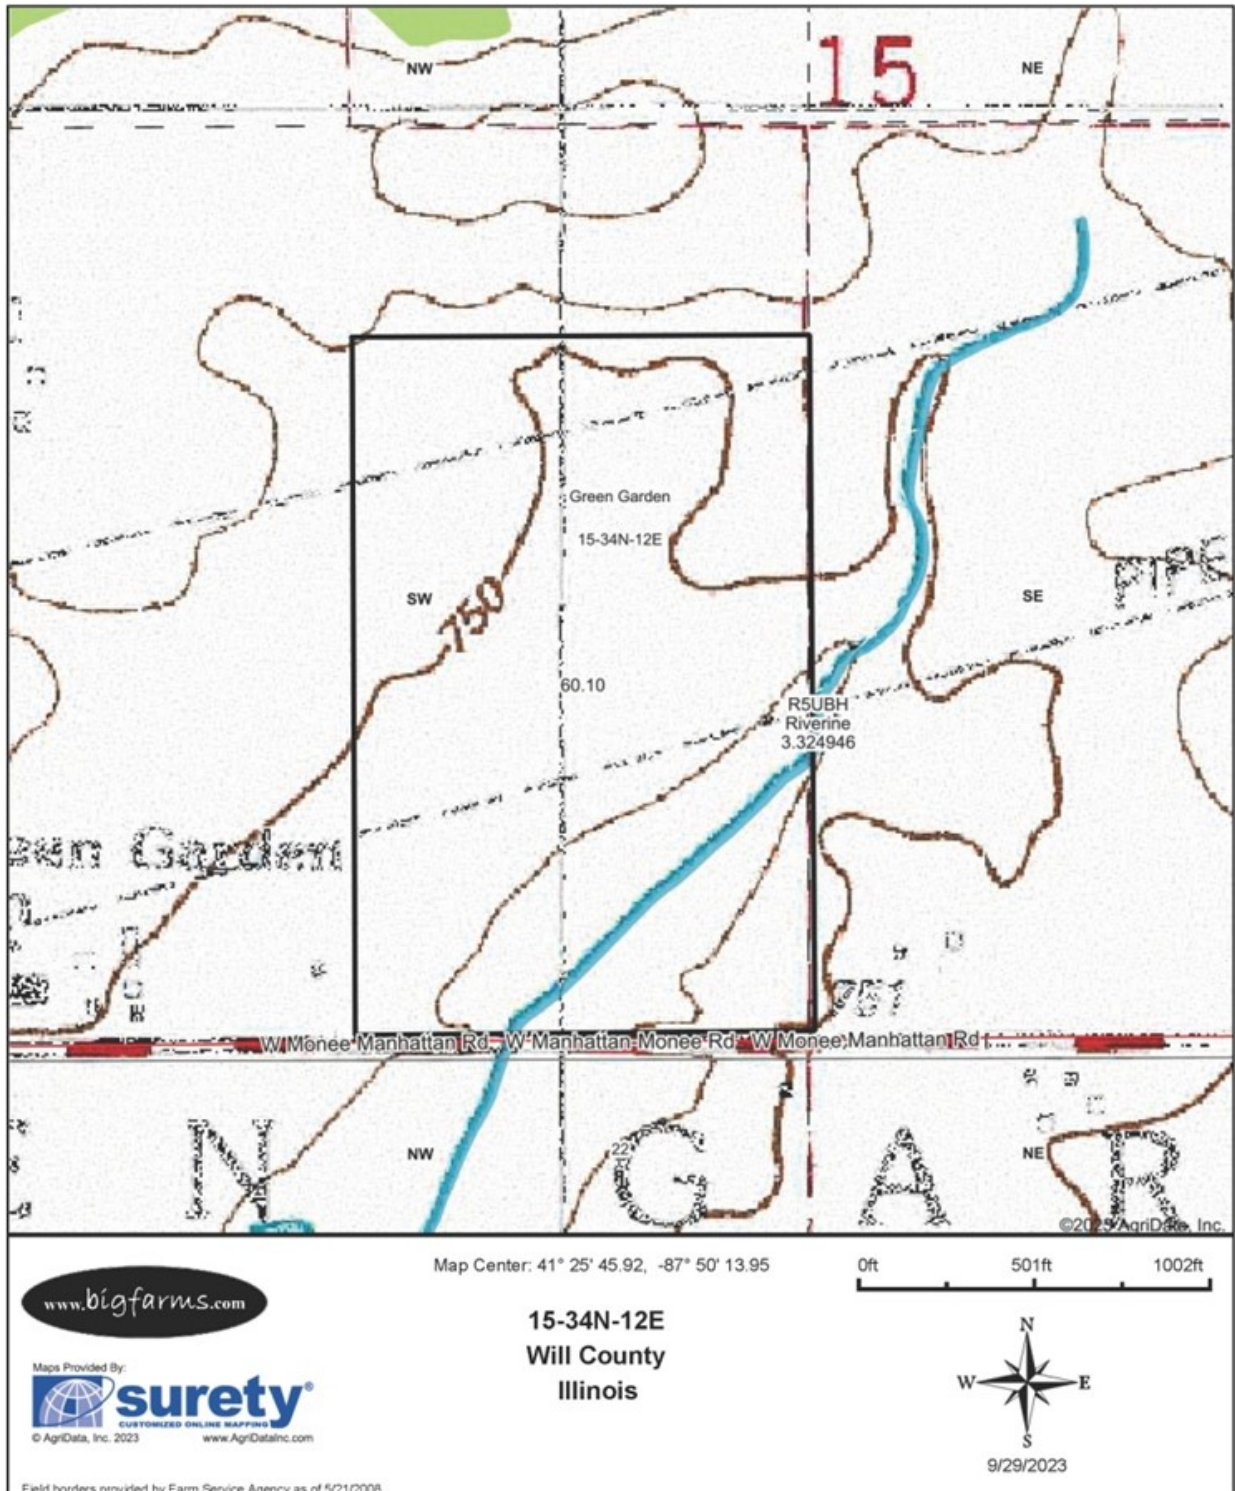 15
NW
NE
Green Garden
15-34N-12E
SW
750
SE
PIPE
60.10
R5UBH
Riverine
3.324946
Garden
751
W Monee Manhattan Rd W Manhattan-Monee Rd W Monee Manhattan Rd
N G A R
NW
22
NE
©2023 AgriData, Inc.
Map Center: 41° 25' 45.92, -87° 50' 13.95
0ft 501ft 1002ft
www.bigfarms.com
15-34N-12E
Will County
Illinois
Maps Provided By:
surety®
CUSTOMIZED ONLINE MAPPING
© AgriData, Inc. 2023 www.AgriDataInc.com
N
W E
S
9/29/2023
Field borders provided by Farm Service Agency as of 5/21/2008.